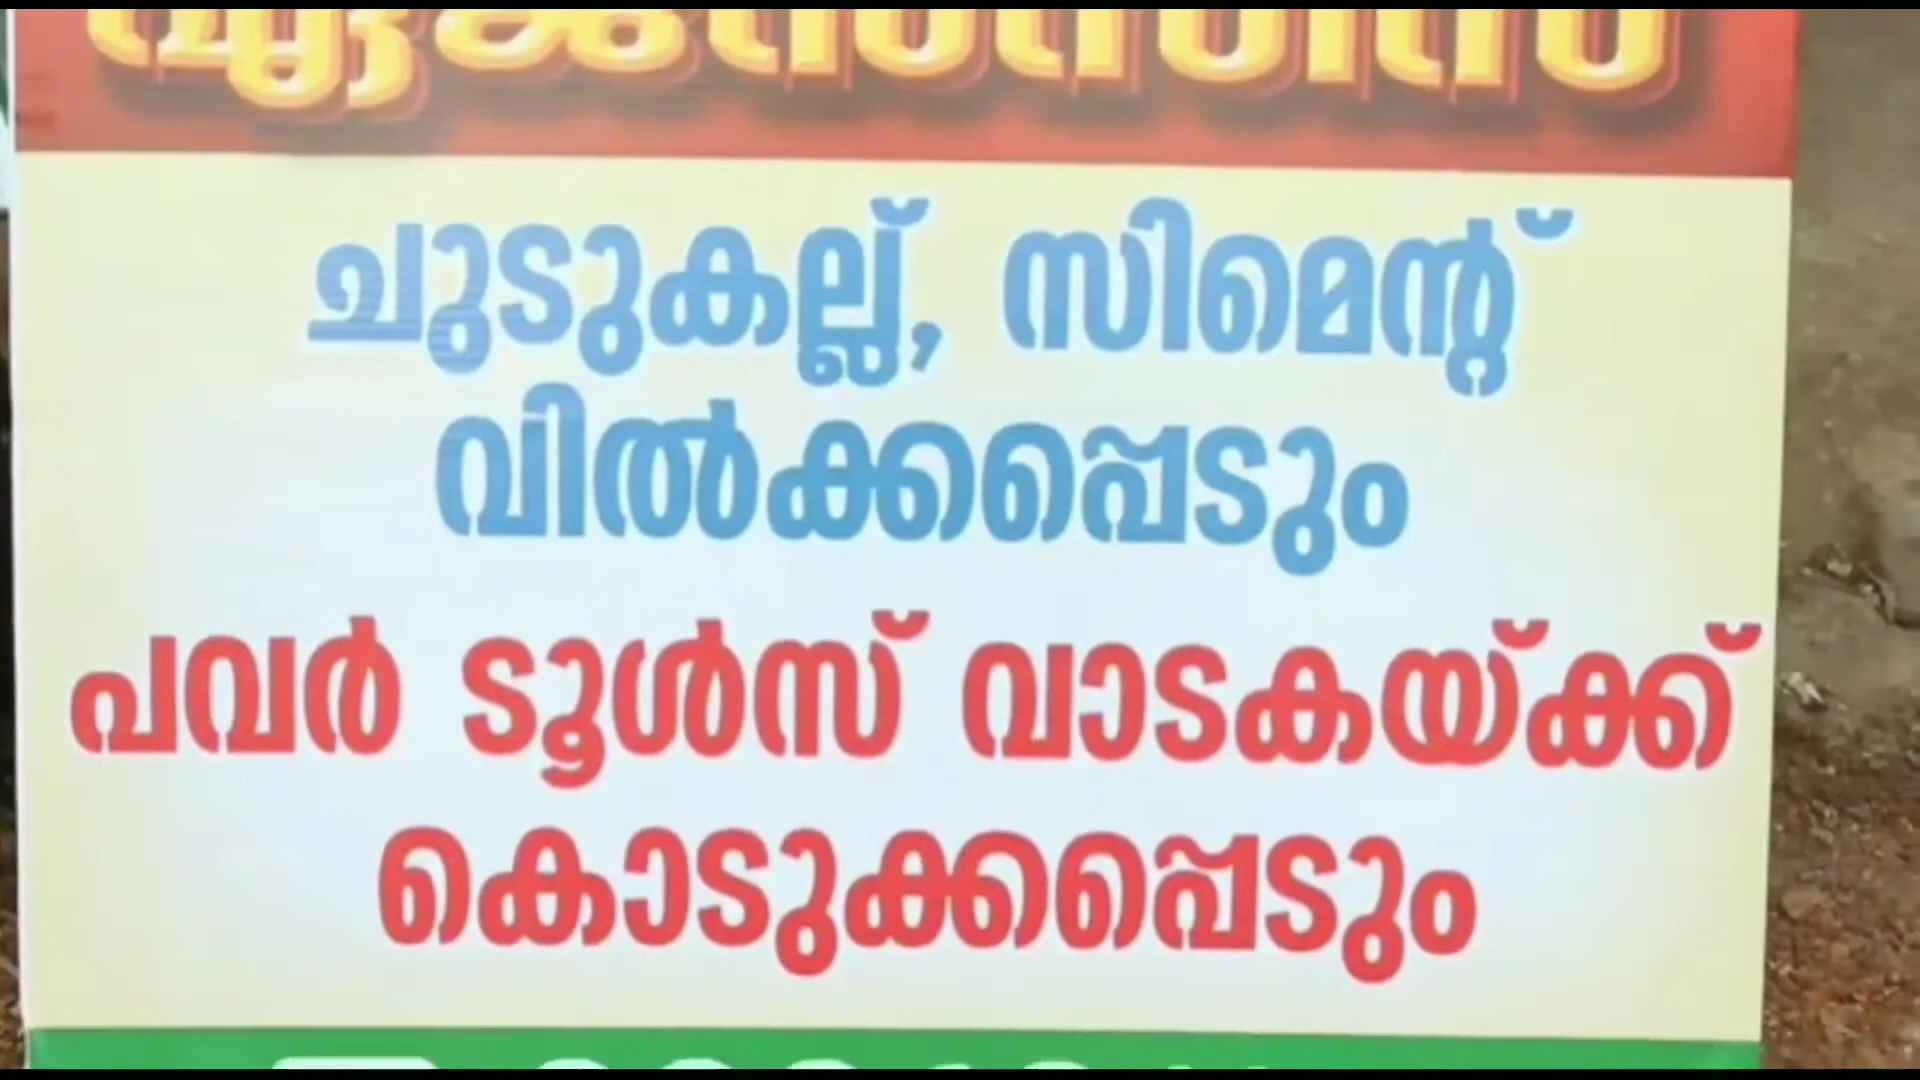 ചുടുകല്ല്, സിമെന്റ്
വിൽക്കപ്പെടും
പവർ ടൂൾസ് വാടകയ്ക്ക്
കൊടുക്കപ്പെടും